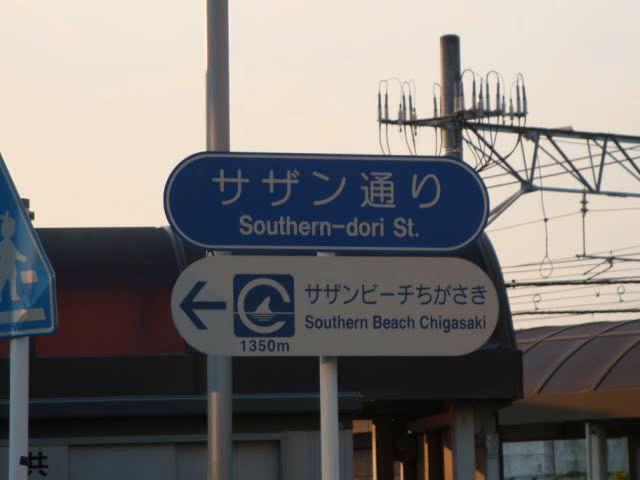 サザン通り
Southern-dori St.
サザンビーチちがさき
Southern Beach Chigasaki
1350m
共